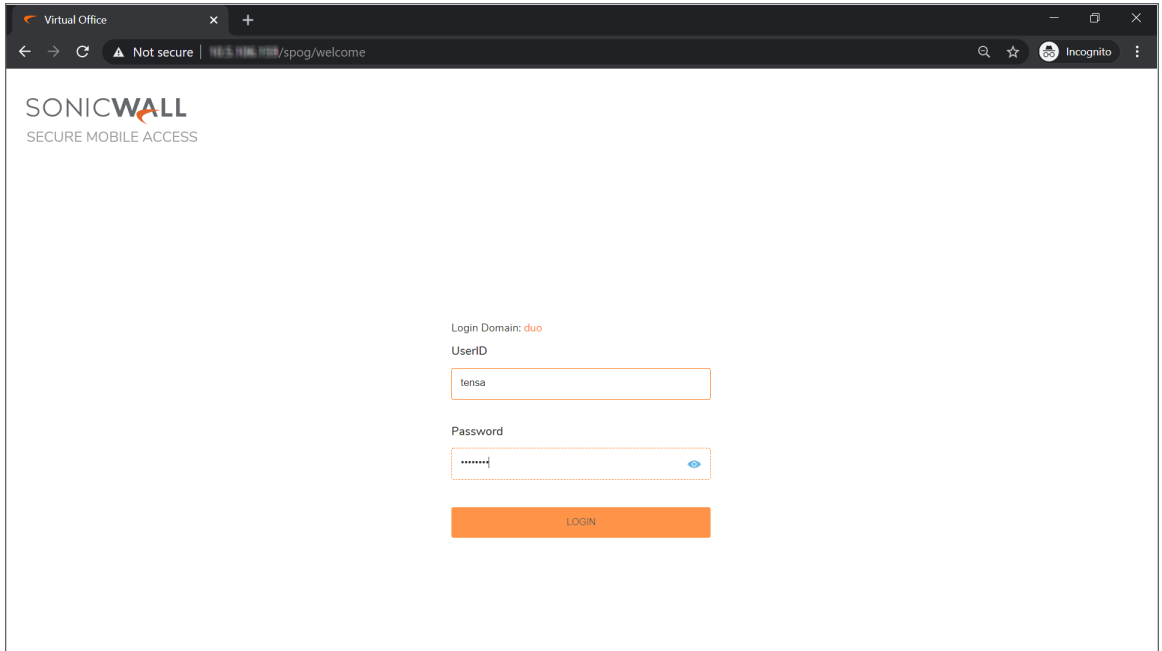 Virtual Office
Not secure
/spog/welcome
Incognito
SONICWALL
SECURE MOBILE ACCESS
Login Domain: duo
UserID
tensa
Password
LOGIN